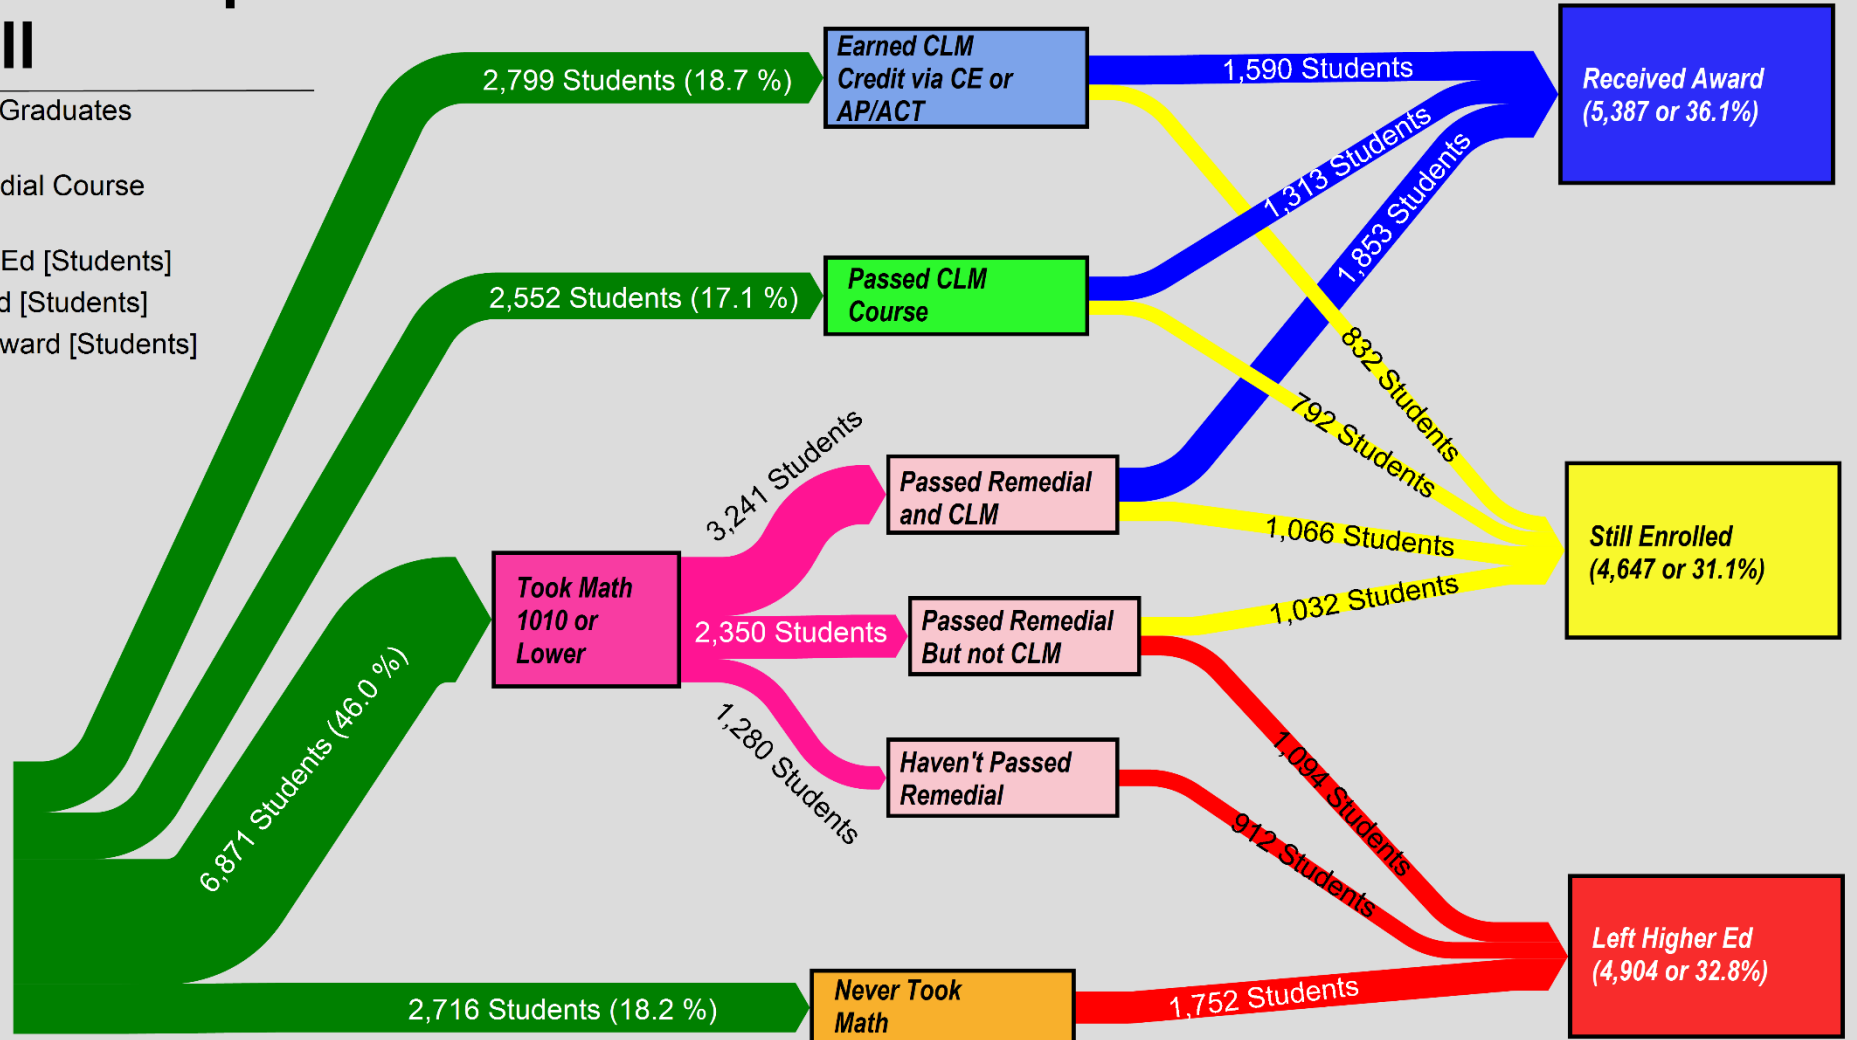 ll
Graduates
dial Course
Ed [Students]
d [Students]
ward [Students]
2,799 Students (18.7 %)
2,552 Students (17.1 %)
6,871 Students (46.0 %)
2,716 Students (18.2 %)
Earned CLM
Credit via CE or
AP/ACT
Passed CLM
Course
Took Math
1010 or
Lower
3,241 Students
2,350 Students
1,280 Students
Passed Remedial
and CLM
Passed Remedial
But not CLM
Haven't Passed
Remedial
Never Took
Math
1,590 Students
1,313 Students
1,853 Students
832 Students
792 Students
1,066 Students
1,032 Students
1,094 Students
912 Students
1,752 Students
Received Award
(5,387 or 36.1%)
Still Enrolled
(4,647 or 31.1%)
Left Higher Ed
(4,904 or 32.8%)